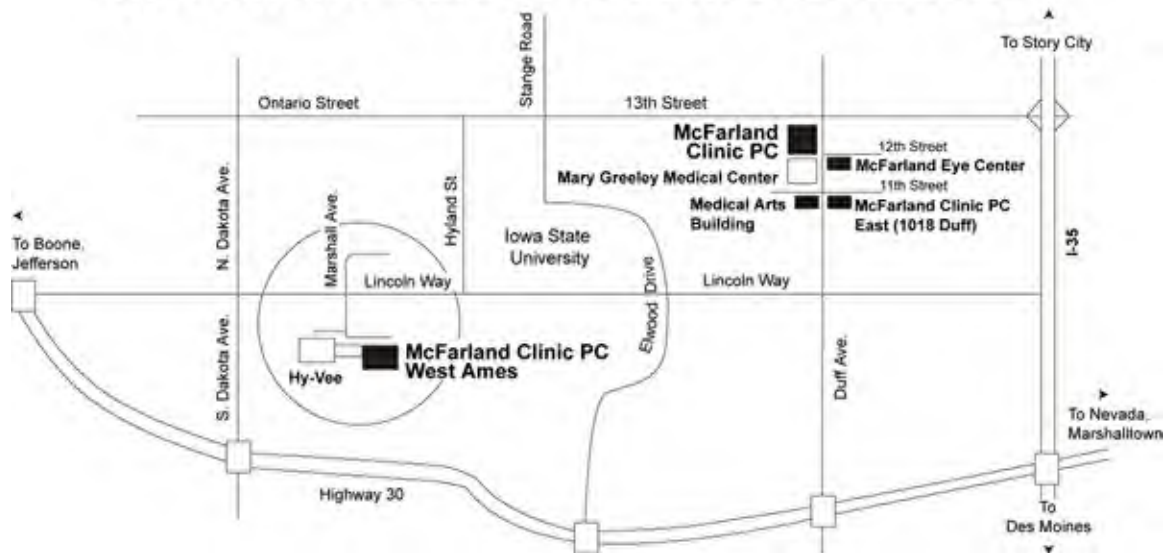 To Story City
Stange Road
Ontario Street
13th Street
McFarland
Clinic PC
12th Street
McFarland Eye Center
Mary Greeley Medical Center
11th Street
Medical Arts
Building
McFarland Clinic PC
East (1018 Duff)
N. Dakota Ave.
Marshall Ave.
Hyland St
Iowa State
University
I-35
To Boone,
Jefferson
Lincoln Way
Elwood Drive
Lincoln Way
S. Dakota Ave.
Hy-Vee
McFarland Clinic PC
West Ames
Duff Ave.
To Nevada,
Marshalltown
Highway 30
To
Des Moines